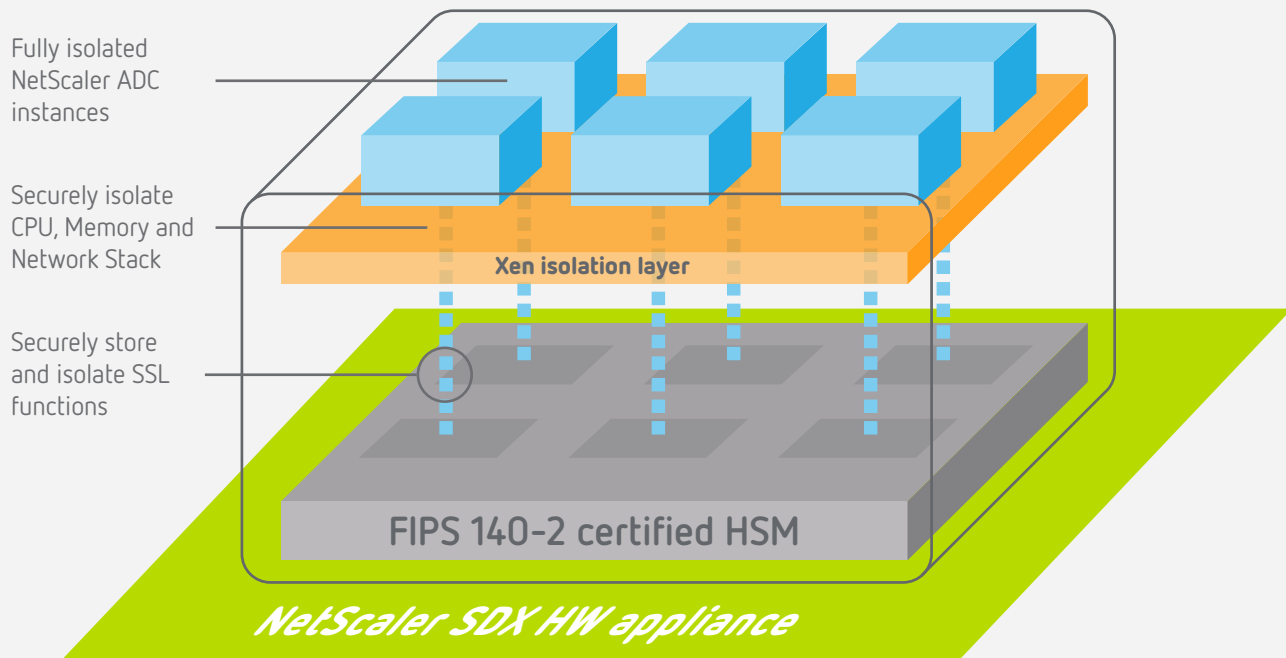 Fully isolated
NetScaler ADC
instances
Securely isolate
CPU, Memory and
Network Stack
Xen isolation layer
Securely store
and isolate SSL
functions
FIPS 140-2 certified HSM
NetScaler SDX HW appliance